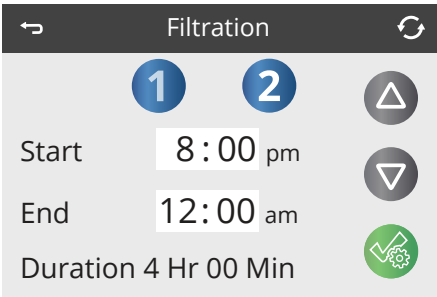 Filtration
1 2
Start 8:00 pm
End 12:00 am
Duration 4 Hr 00 Min